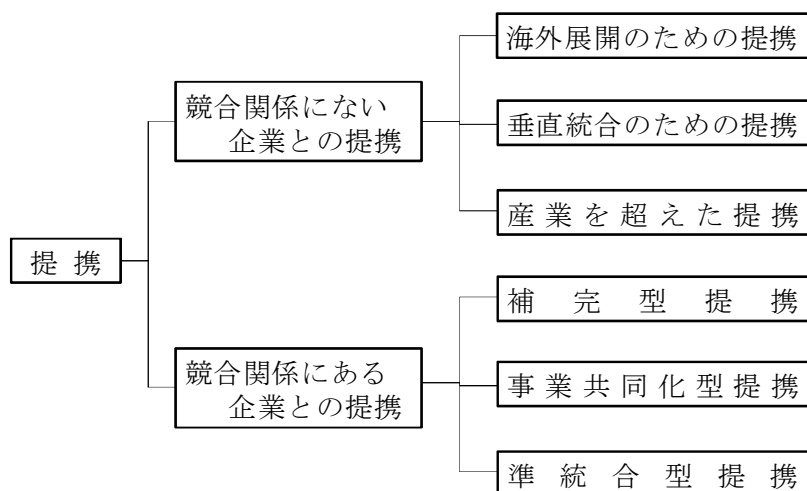 海外展開のための提携
競合関係にない
企業との提携
垂直統合のための提携
産業を超えた提携
提携
補完型提携
競合関係にある
企業との提携
事業共同化型提携
準統合型提携